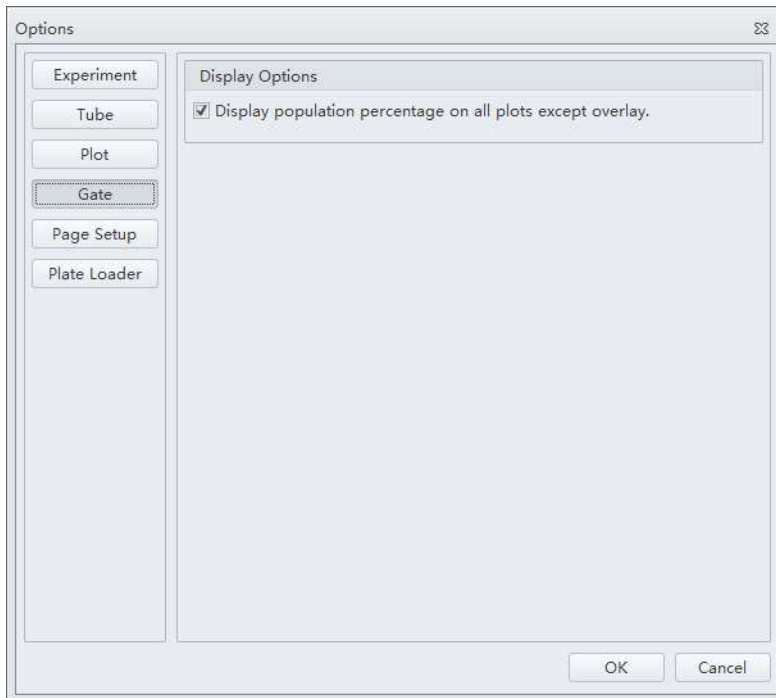 Options
Experiment
Tube
Plot
Gate
Page Setup
Plate Loader
Display Options
Display population percentage on all plots except overlay.
OK
Cancel